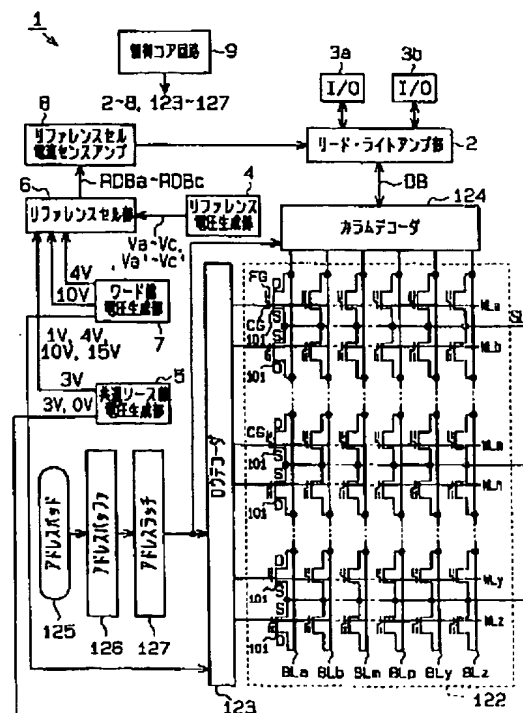 1
制御コア回路
9
2~8, 123~127
3a
3b
I/O
I/O
8
リファレンスセル
電流センスアンプ
リード・ライトアンプ部
2
RDBa~RDBc
DB
6
リファレンスセル部
4
リファレンス
電圧生成部
Va~Vc,
Va'~Vc'
124
カラムデコーダ
4V
10V
ワード線
電圧生成部
7
1V, 4V,
10V, 15V
3V
3V, 0V
共通ソース線
電圧生成部
5
FG
D
S
CG
101
S
D
101
WLa
WLb
SL
ロウデコーダ
CG
D
101
S
S
101
D
WLm
WLn
アドレスパッド
125
アドレスバッファ
126
アドレスラッチ
127
D
101
S
S
101
D
WLy
WLz
BLa
BLb
BLm
BLp
BLy
BLz
123
122